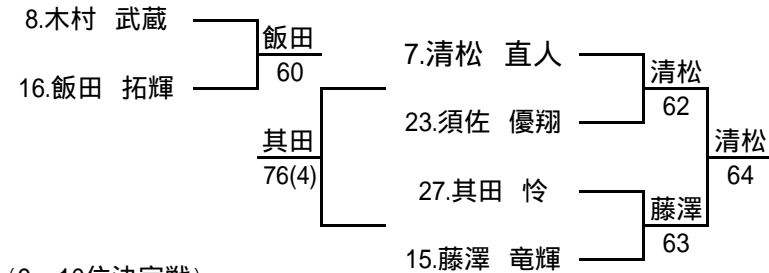 8.木村 武蔵
飯田
60
16.飯田 拓輝
7.清松 直人
清松
62
23.須佐 優翔
其田
76(4)
清松
64
27.其田 怜
藤澤
63
15.藤澤 竜輝